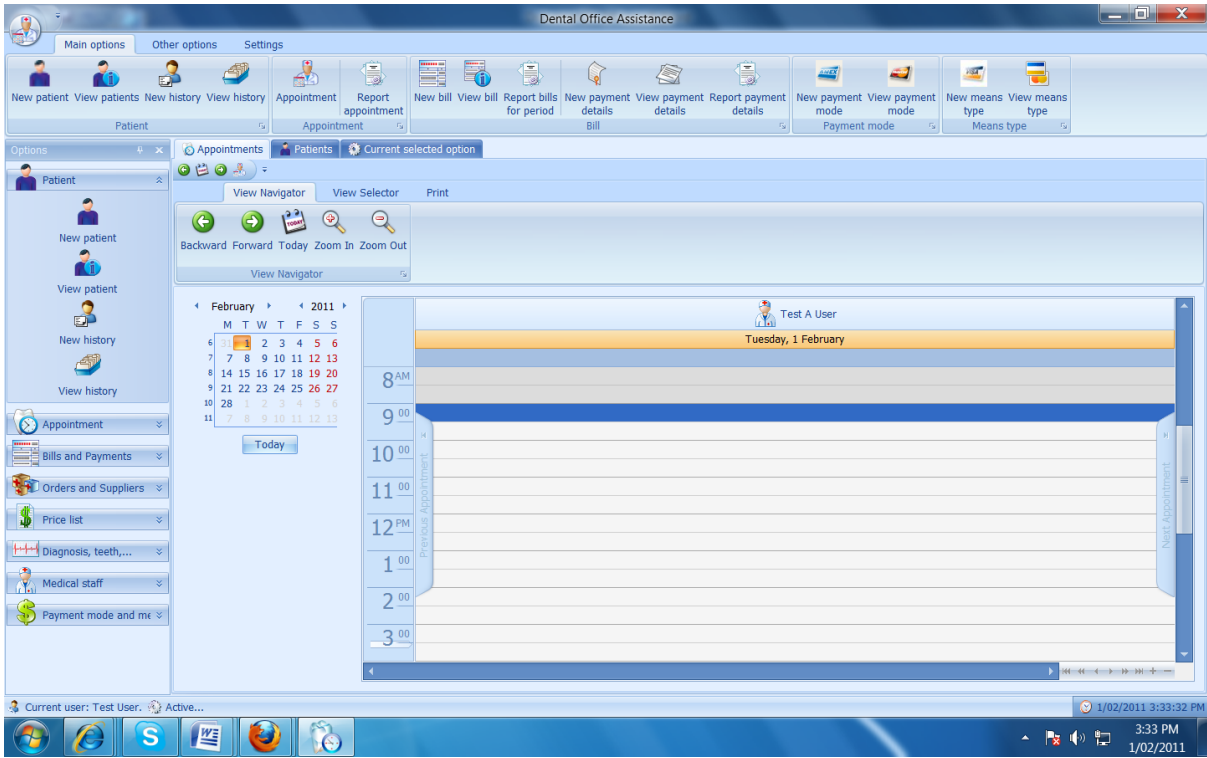 Dental Office Assistance
Main options Other options Settings
New patient View patients New history View history Appointment Report appointment New bill View bill Report bills for period New payment details View payment details Report payment details New payment mode View payment mode New means type View means type
Patient Appointment Bill Payment mode Means type
Options
Patient
New patient
View patient
New history
View history
Appointment
Bills and Payments
Orders and Suppliers
Price list
Diagnosis, teeth,...
Medical staff
Payment mode and me
Appointments Patients Current selected option
View Navigator View Selector Print
TODAY
Backward Forward Today Zoom In Zoom Out
View Navigator
February 2011
M T W T F S S
6 31 1 2 3 4 5 6
7 7 8 9 10 11 12 13
8 14 15 16 17 18 19 20
9 21 22 23 24 25 26 27
10 28 1 2 3 4 5 6
11 7 8 9 10 11 12 13
Today
Test A User
Tuesday, 1 February
8 AM
9 00
10 00
11 00
12 PM
1 00
2 00
3 00
Previous Appointment
Next Appointment
Current user: Test User. Active... 1/02/2011 3:33:32 PM
3:33 PM
1/02/2011